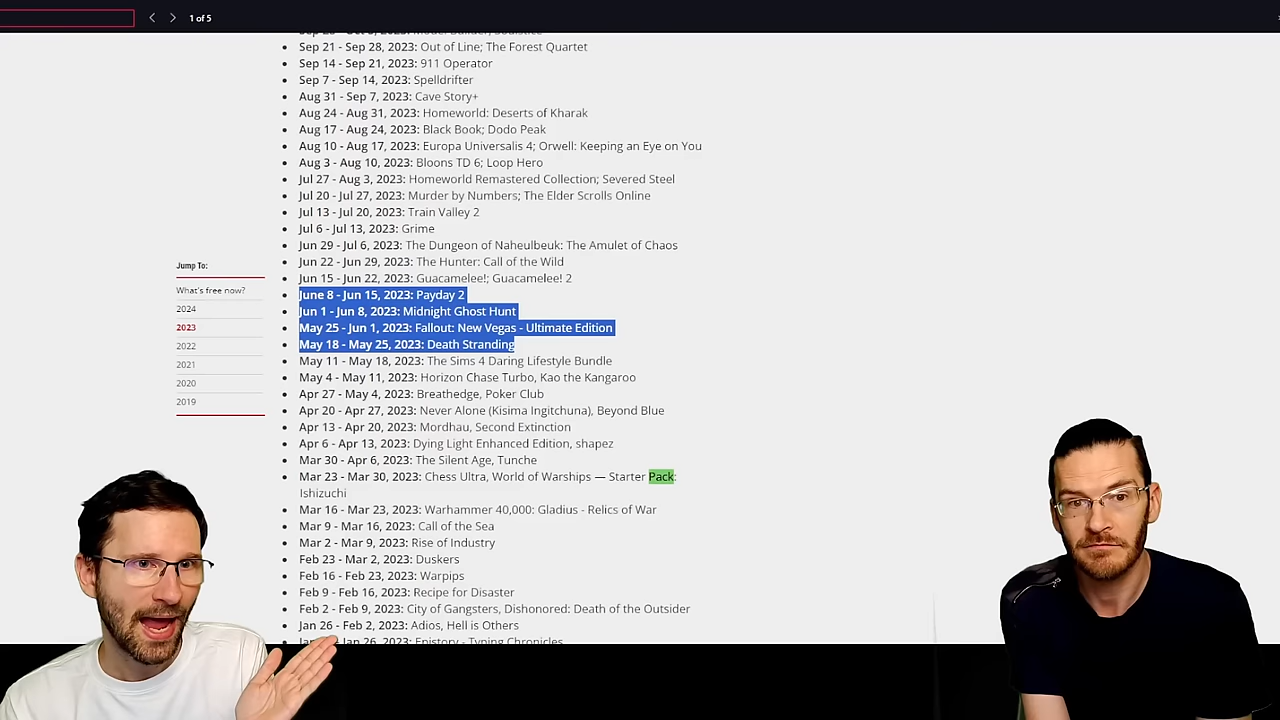 1 of 5
Sep 21 - Sep 28, 2023: Out of Line; The Forest Quartet
Sep 14 - Sep 21, 2023: 911 Operator
Sep 7 - Sep 14, 2023: Spelldrifter
Aug 31 - Sep 7, 2023: Cave Story+
Aug 24 - Aug 31, 2023: Homeworld: Deserts of Kharak
Aug 17 - Aug 24, 2023: Black Book; Dodo Peak
Aug 10 - Aug 17, 2023: Europa Universalis 4; Orwell: Keeping an Eye on You
Aug 3 - Aug 10, 2023: Bloons TD 6; Loop Hero
Jul 27 - Aug 3, 2023: Homeworld Remastered Collection; Severed Steel
Jul 20 - Jul 27, 2023: Murder by Numbers; The Elder Scrolls Online
Jul 13 - Jul 20, 2023: Train Valley 2
Jul 6 - Jul 13, 2023: Grime
Jun 29 - Jul 6, 2023: The Dungeon of Naheulbeuk: The Amulet of Chaos
Jun 22 - Jun 29, 2023: The Hunter: Call of the Wild
Jun 15 - Jun 22, 2023: Guacamelee!; Guacamelee! 2
June 8 - Jun 15, 2023: Payday 2
Jun 1 - Jun 8, 2023: Midnight Ghost Hunt
May 25 - Jun 1, 2023: Fallout: New Vegas - Ultimate Edition
May 18 - May 25, 2023: Death Stranding
May 11 - May 18, 2023: The Sims 4 Daring Lifestyle Bundle
May 4 - May 11, 2023: Horizon Chase Turbo, Kao the Kangaroo
Apr 27 - May 4, 2023: Breathedge, Poker Club
Apr 20 - Apr 27, 2023: Never Alone (Kisima Ingitchuna), Beyond Blue
Apr 13 - Apr 20, 2023: Mordhau, Second Extinction
Apr 6 - Apr 13, 2023: Dying Light Enhanced Edition, shapez
Mar 30 - Apr 6, 2023: The Silent Age, Tunche
Mar 23 - Mar 30, 2023: Chess Ultra, World of Warships — Starter Pack:
Ishizuchi
Mar 16 - Mar 23, 2023: Warhammer 40,000: Gladius - Relics of War
Mar 9 - Mar 16, 2023: Call of the Sea
Mar 2 - Mar 9, 2023: Rise of Industry
Feb 23 - Mar 2, 2023: Duskers
Feb 16 - Feb 23, 2023: Warpips
Feb 9 - Feb 16, 2023: Recipe for Disaster
Feb 2 - Feb 9, 2023: City of Gangsters, Dishonored: Death of the Outsider
Jan 26 - Feb 2, 2023: Adios, Hell is Others
Jan 26, 2023: Epistory - Typing Chronicles
Jump To:
What's free now?
2024
2023
2022
2021
2020
2019